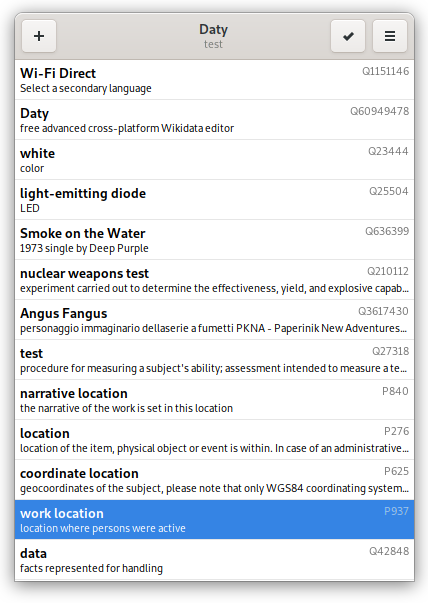 Daty
test
Wi-Fi Direct Q1151146
Select a secondary language
Daty Q60949478
free advanced cross-platform Wikidata editor
white Q23444
color
light-emitting diode Q25504
LED
Smoke on the Water Q636399
1973 single by Deep Purple
nuclear weapons test Q210112
experiment carried out to determine the effectiveness, yield, and explosive capab…
Angus Fangus Q3617430
personaggio immaginario dellaserie a fumetti PKNA - Paperinik New Adventures…
test Q27318
procedure for measuring a subject's ability; assessment intended to measure a te…
narrative location P840
the narrative of the work is set in this location
location P276
location of the item, physical object or event is within. In case of an administrative…
coordinate location P625
geocoordinates of the subject, please note that only WGS84 coordinating system…
work location P937
location where persons were active
data Q42848
facts represented for handling